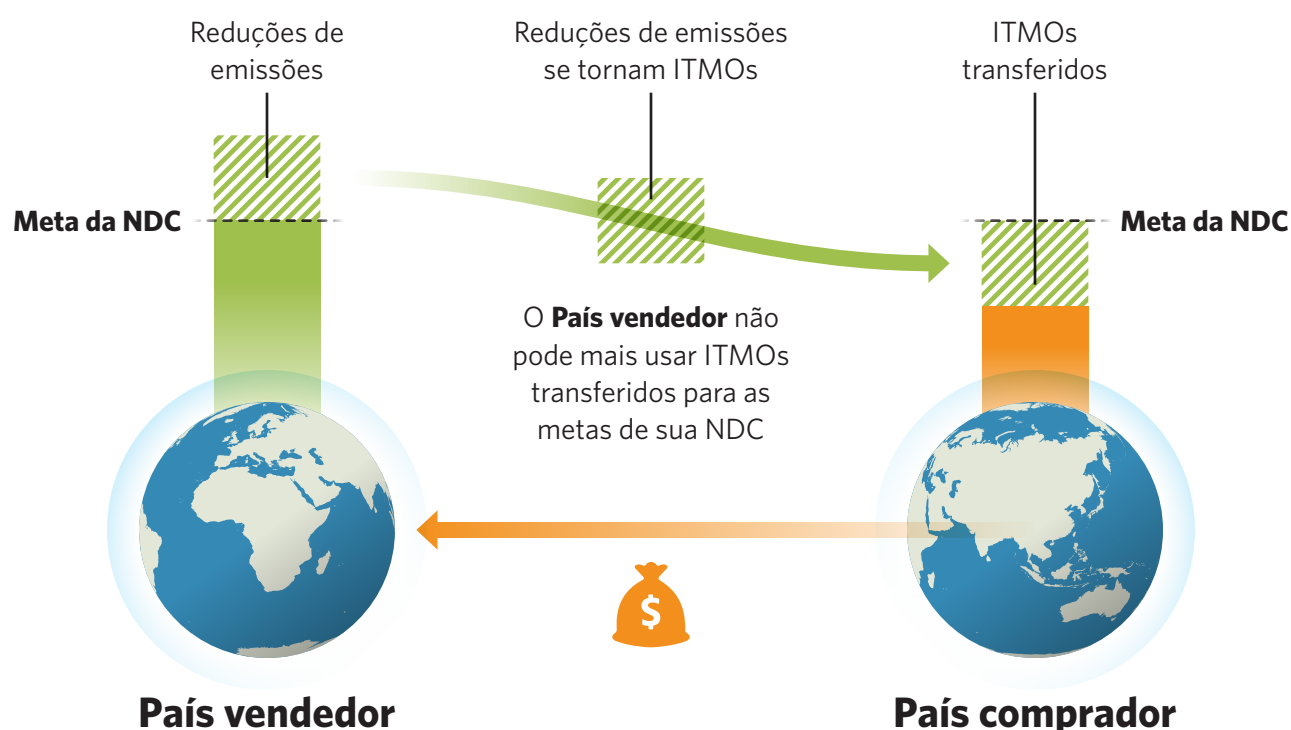 Reduções de
emissões
Reduções de emissões
se tornam ITMOs
ITMOs
transferidos
Meta da NDC
Meta da NDC
O País vendedor não
pode mais usar ITMOs
transferidos para as
metas de sua NDC
$
País vendedor
País comprador